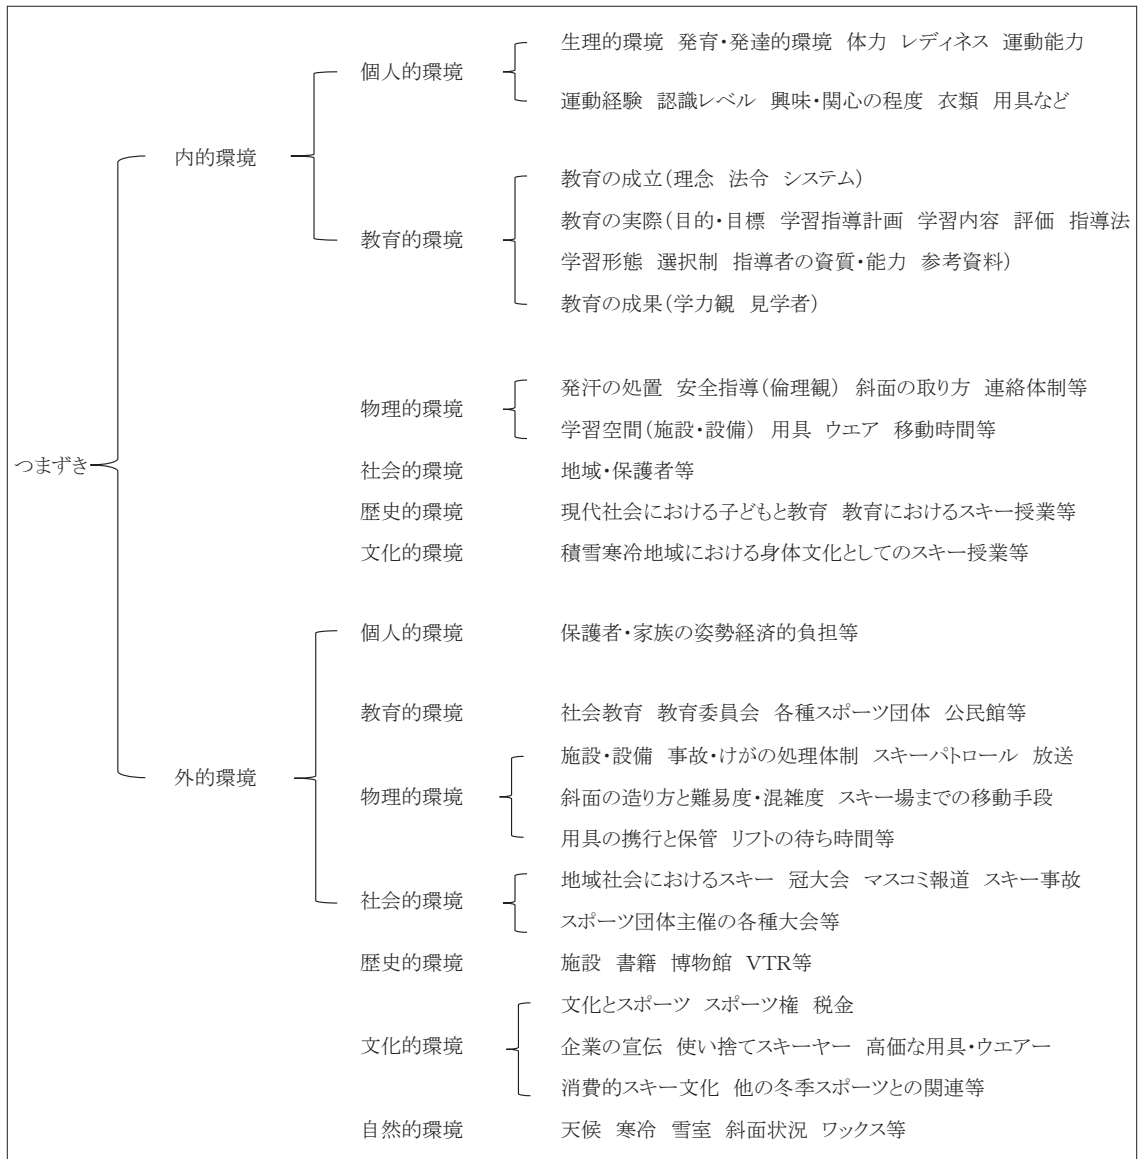 生理的環境 発育・発達的環境 体力 レディネス 運動能力
個人的環境
運動経験 認識レベル 興味・関心の程度 衣類 用具など
内的環境
教育の成立(理念 法令 システム)
教育の実際(目的・目標 学習指導計画 学習内容 評価 指導法
教育的環境
学習形態 選択制 指導者の資質・能力 参考資料)
教育の成果(学力観 見学者)
発汗の処置 安全指導(倫理観) 斜面の取り方 連絡体制等
物理的環境
学習空間(施設・設備) 用具 ウエア 移動時間等
つまずき
社会的環境 地域・保護者等
歴史的環境 現代社会における子どもと教育 教育におけるスキー授業等
文化的環境 積雪寒冷地域における身体文化としてのスキー授業等
個人的環境 保護者・家族の姿勢経済的負担等
教育的環境 社会教育 教育委員会 各種スポーツ団体 公民館等
施設・設備 事故・けがの処理体制 スキーパトロール 放送
外的環境
物理的環境 斜面の造り方と難易度・混雑度 スキー場までの移動手段
用具の携行と保管 リフトの待ち時間等
地域社会におけるスキー 冠大会 マスコミ報道 スキー事故
社会的環境
スポーツ団体主催の各種大会等
歴史的環境 施設 書籍 博物館 VTR等
文化とスポーツ スポーツ権 税金
文化的環境 企業の宣伝 使い捨てスキーヤー 高価な用具・ウエアー
消費的スキー文化 他の冬季スポーツとの関連等
自然的環境 天候 寒冷 雪室 斜面状況 ワックス等